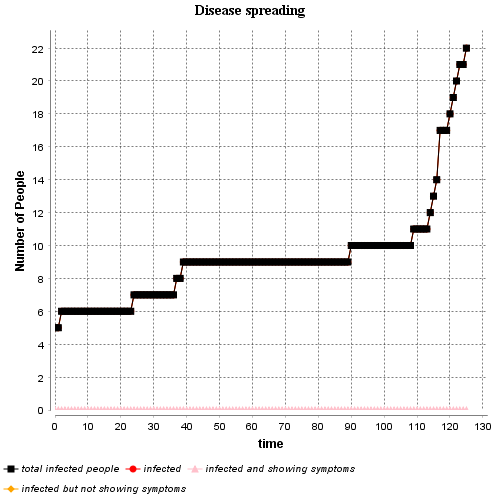 Disease spreading
Number of People
22
20
18
16
14
12
10
8
6
4
2
0
0 10 20 30 40 50 60 70 80 90 100 110 120 130
time
total infected people infected infected and showing symptoms
infected but not showing symptoms